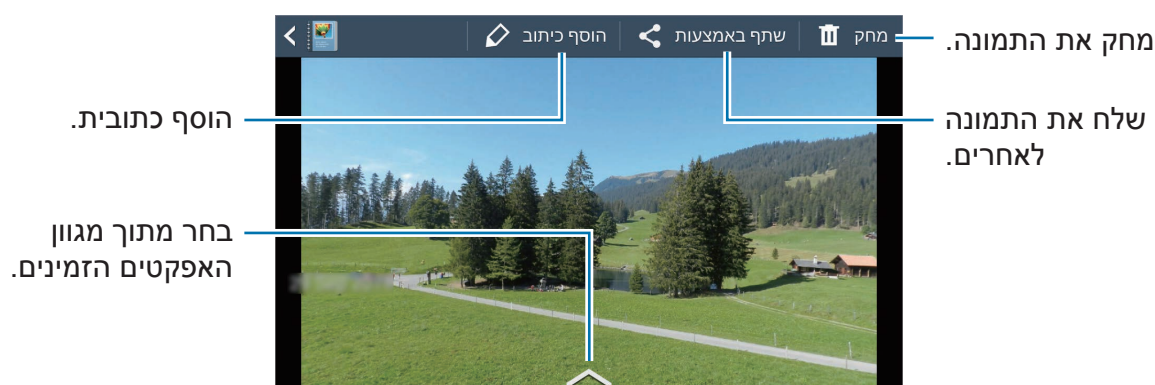 הוסף כיתוב
שתף באמצעות
מחק
מחק את התמונה.
שלח את התמונה
לאחרים.
הוסף כתובית.
בחר מתוך מגוון
האפקטים הזמינים.